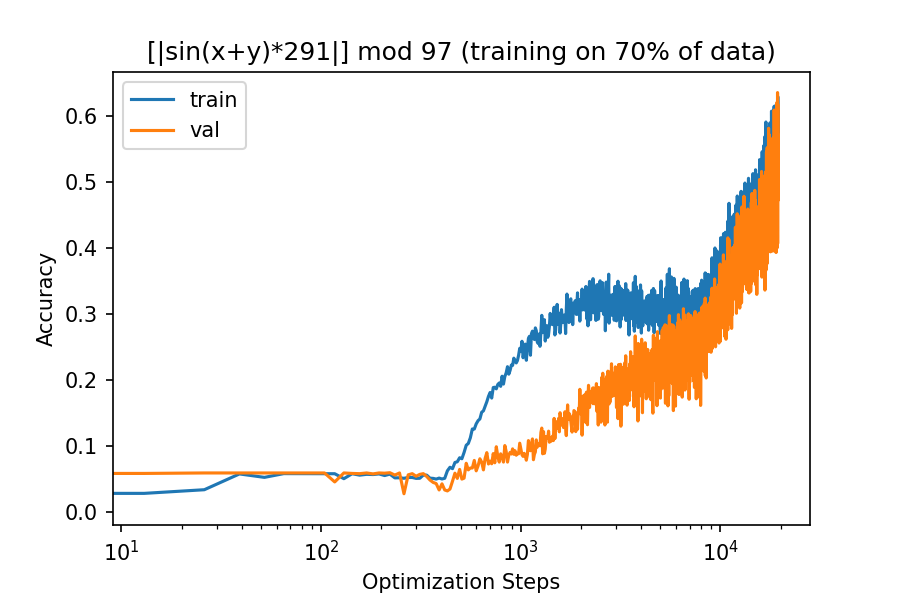 [|sin(x+y)*291|] mod 97 (training on 70% of data)
train
val
Accuracy
0.6
0.5
0.4
0.3
0.2
0.1
0.0
10¹ 10² 10³ 10⁴
Optimization Steps